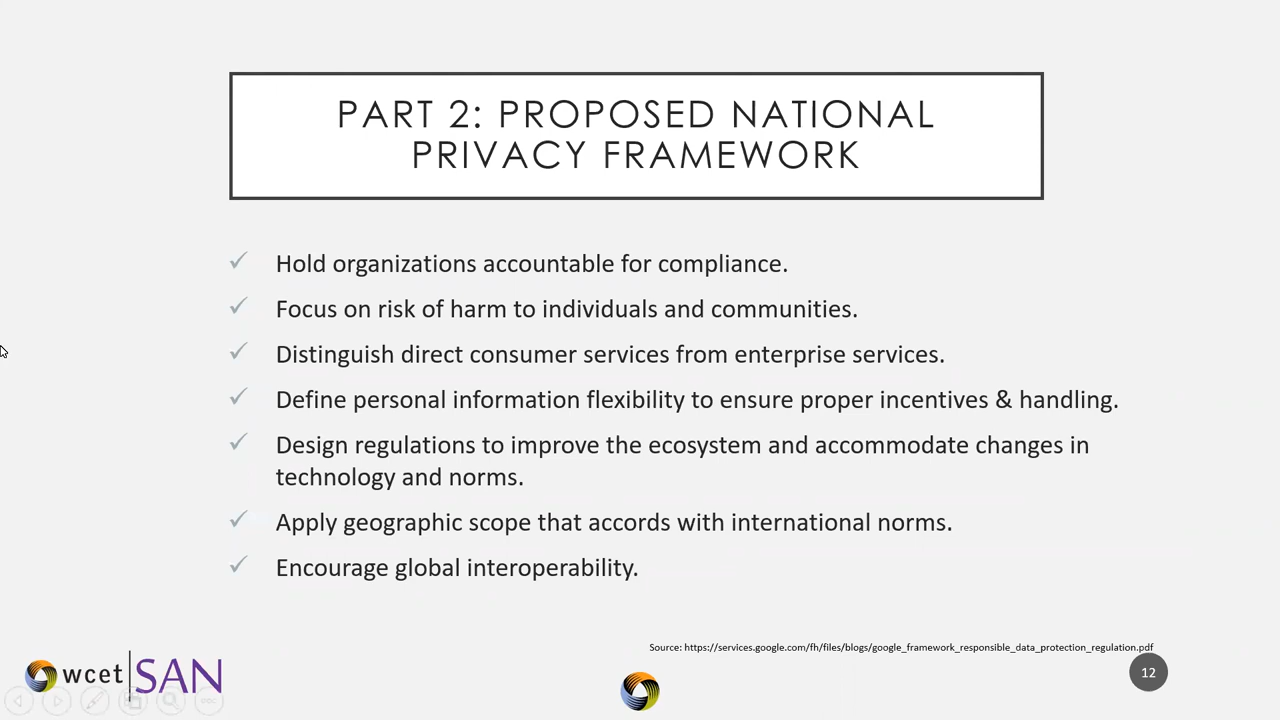 PART 2: PROPOSED NATIONAL
PRIVACY FRAMEWORK
✓ Hold organizations accountable for compliance.
✓ Focus on risk of harm to individuals and communities.
✓ Distinguish direct consumer services from enterprise services.
✓ Define personal information flexibility to ensure proper incentives & handling.
✓ Design regulations to improve the ecosystem and accommodate changes in
technology and norms.
✓ Apply geographic scope that accords with international norms.
✓ Encourage global interoperability.
Source: https://services.google.com/fh/files/blogs/google_framework_responsible_data_protection_regulation.pdf
wcet SAN
12